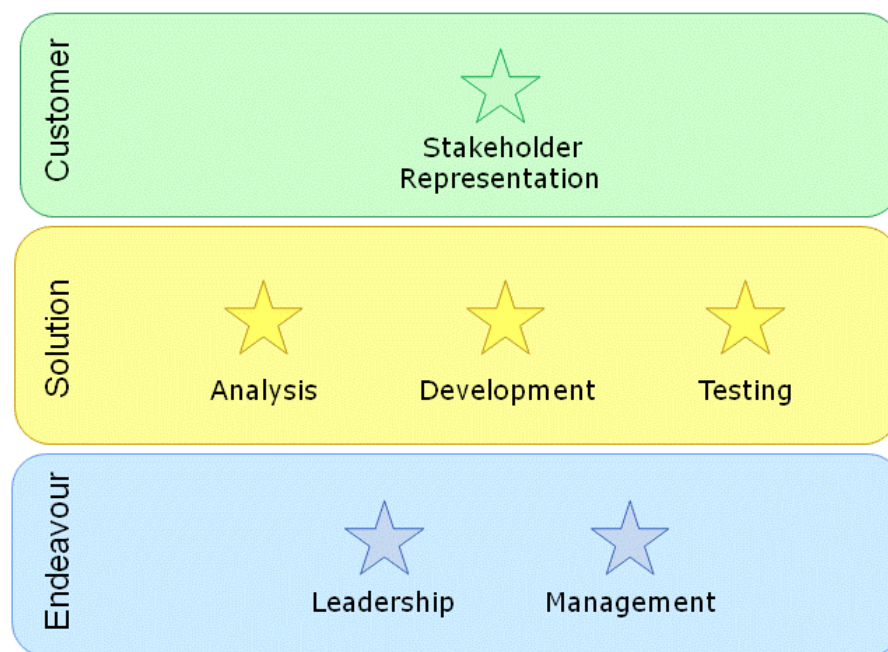 Customer
Stakeholder
Representation
Solution
Analysis
Development
Testing
Endeavour
Leadership
Management